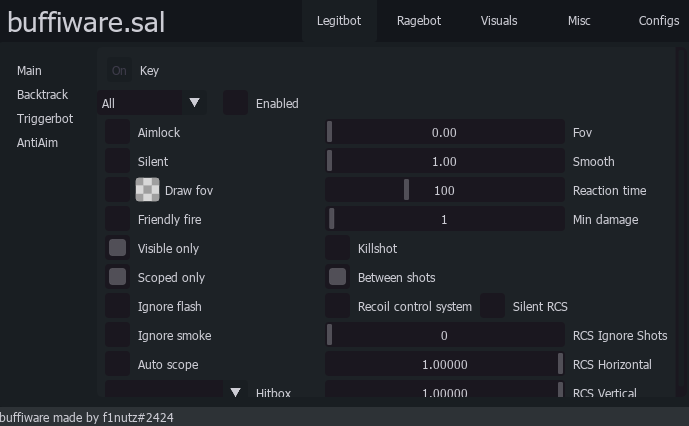 buffiware.sal Legitbot Ragebot Visuals Misc Configs
Main On Key
Backtrack All Enabled
Triggerbot
AntiAim
Aimlock 0.00 Fov
Silent 1.00 Smooth
Draw fov 100 Reaction time
Friendly fire 1 Min damage
Visible only Killshot
Scoped only Between shots
Ignore flash Recoil control system Silent RCS
Ignore smoke 0 RCS Ignore Shots
Auto scope 1.00000 RCS Horizontal
Hitbox 1.00000 RCS Vertical
buffiware made by f1nutz#2424